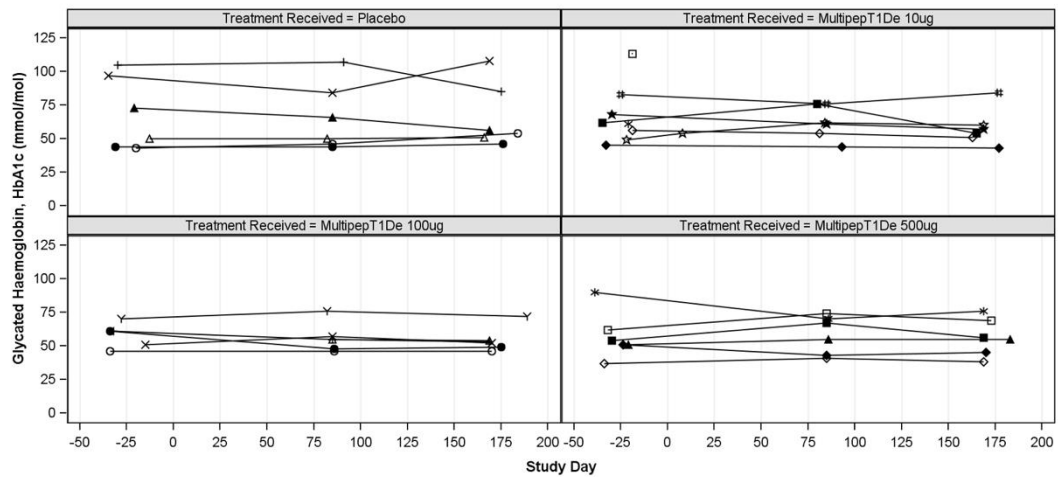 Treatment Received = Placebo
Treatment Received = MultipepT1De 10ug
125
100
75
50
25
0
Treatment Received = MultipepT1De 100ug
Treatment Received = MultipepT1De 500ug
125
100
75
50
25
0
Glycated Haemoglobin, HbA1c (mmol/mol)
-50 -25 0 25 50 75 100 125 150 175 200
-50 -25 0 25 50 75 100 125 150 175 200
Study Day